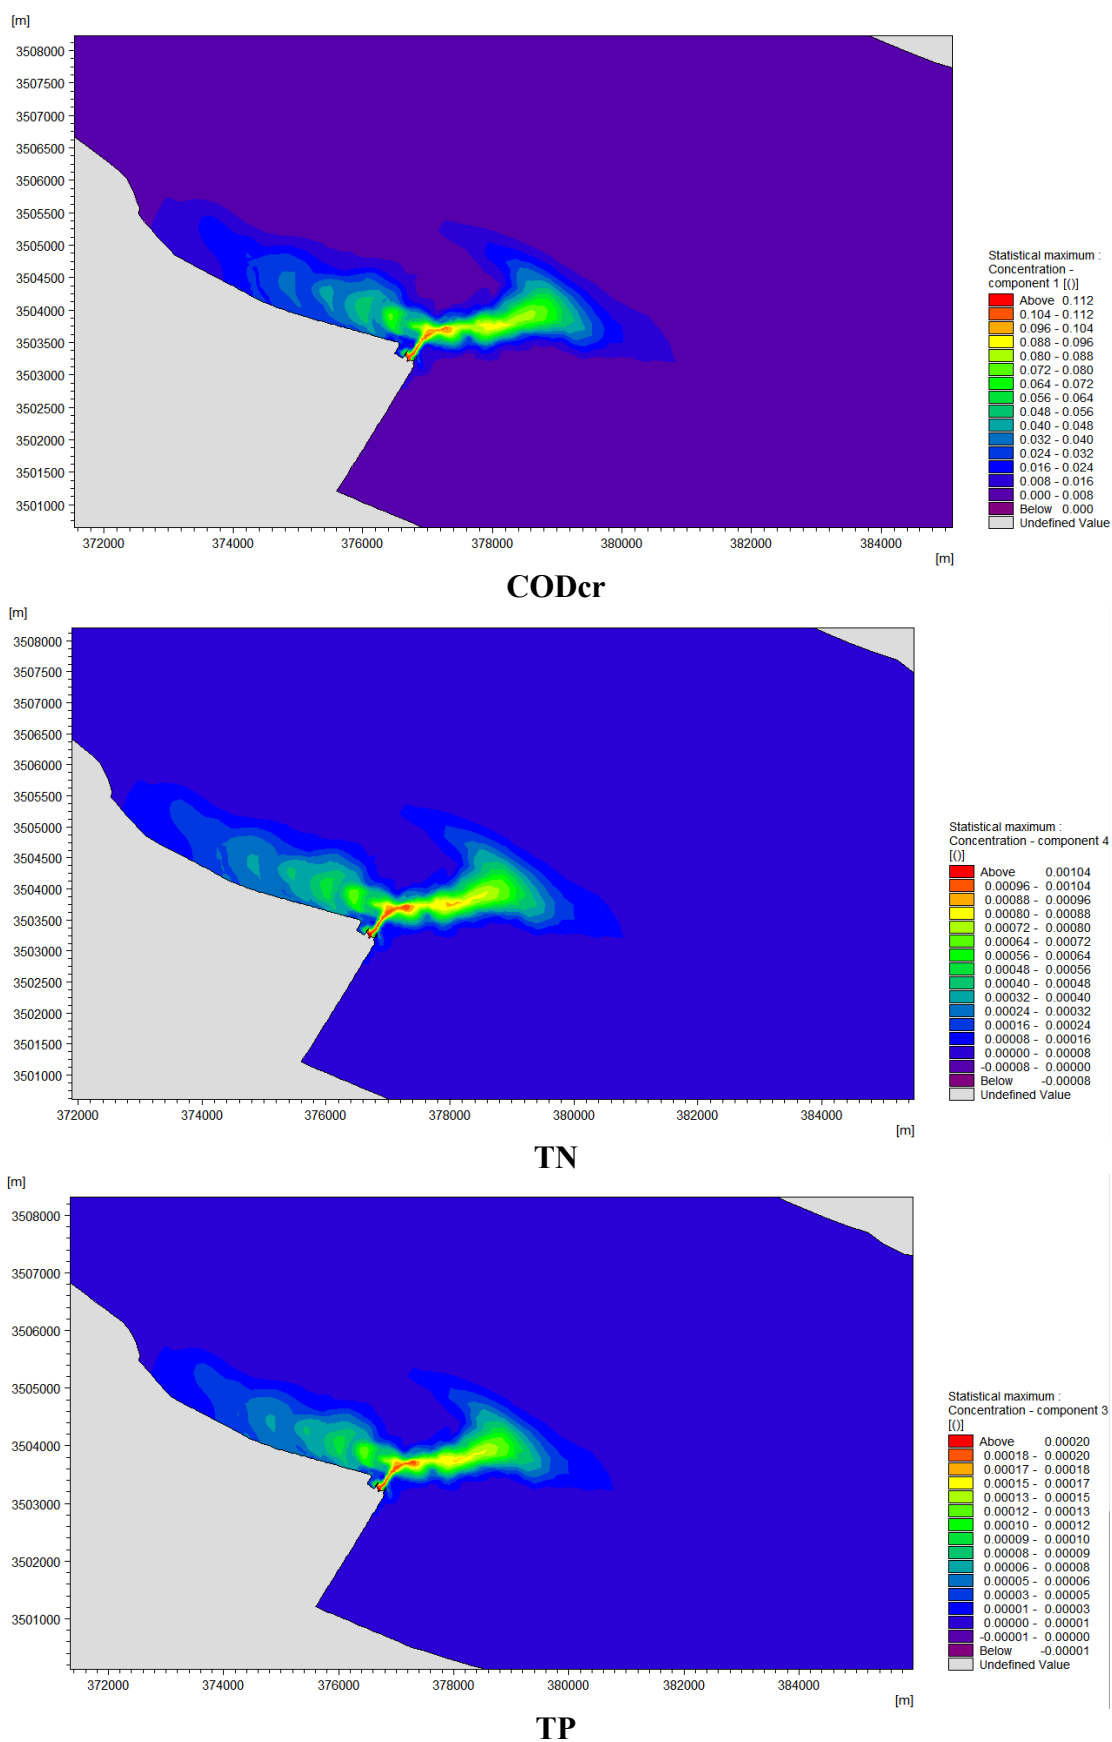 [m]
3508000
3507500
3507000
3506500
3506000
3505500
3505000
3504500
3504000
3503500
3503000
3502500
3502000
3501500
3501000
372000 374000 376000 378000 380000 382000 384000
[m]
Statistical maximum :
Concentration -
component 1 [()]
Above 0.112
0.104 - 0.112
0.096 - 0.104
0.088 - 0.096
0.080 - 0.088
0.072 - 0.080
0.064 - 0.072
0.056 - 0.064
0.048 - 0.056
0.040 - 0.048
0.032 - 0.040
0.024 - 0.032
0.016 - 0.024
0.008 - 0.016
0.000 - 0.008
Below 0.000
Undefined Value
CODcr
[m]
3508000
3507500
3507000
3506500
3506000
3505500
3505000
3504500
3504000
3503500
3503000
3502500
3502000
3501500
3501000
372000 374000 376000 378000 380000 382000 384000
[m]
Statistical maximum :
Concentration - component 4
[()]
Above 0.00104
0.00096 - 0.00104
0.00088 - 0.00096
0.00080 - 0.00088
0.00072 - 0.00080
0.00064 - 0.00072
0.00056 - 0.00064
0.00048 - 0.00056
0.00040 - 0.00048
0.00032 - 0.00040
0.00024 - 0.00032
0.00016 - 0.00024
0.00008 - 0.00016
0.00000 - 0.00008
-0.00008 - 0.00000
Below -0.00008
Undefined Value
TN
[m]
3508000
3507000
3506000
3505000
3504000
3503000
3502000
3501000
372000 374000 376000 378000 380000 382000 384000
[m]
Statistical maximum :
Concentration - component 3
[()]
Above 0.00020
0.00018 - 0.00020
0.00017 - 0.00018
0.00015 - 0.00017
0.00013 - 0.00015
0.00012 - 0.00013
0.00010 - 0.00012
0.00009 - 0.00010
0.00008 - 0.00009
0.00006 - 0.00008
0.00005 - 0.00006
0.00003 - 0.00005
0.00001 - 0.00003
0.00000 - 0.00001
-0.00001 - 0.00000
Below -0.00001
Undefined Value
TP